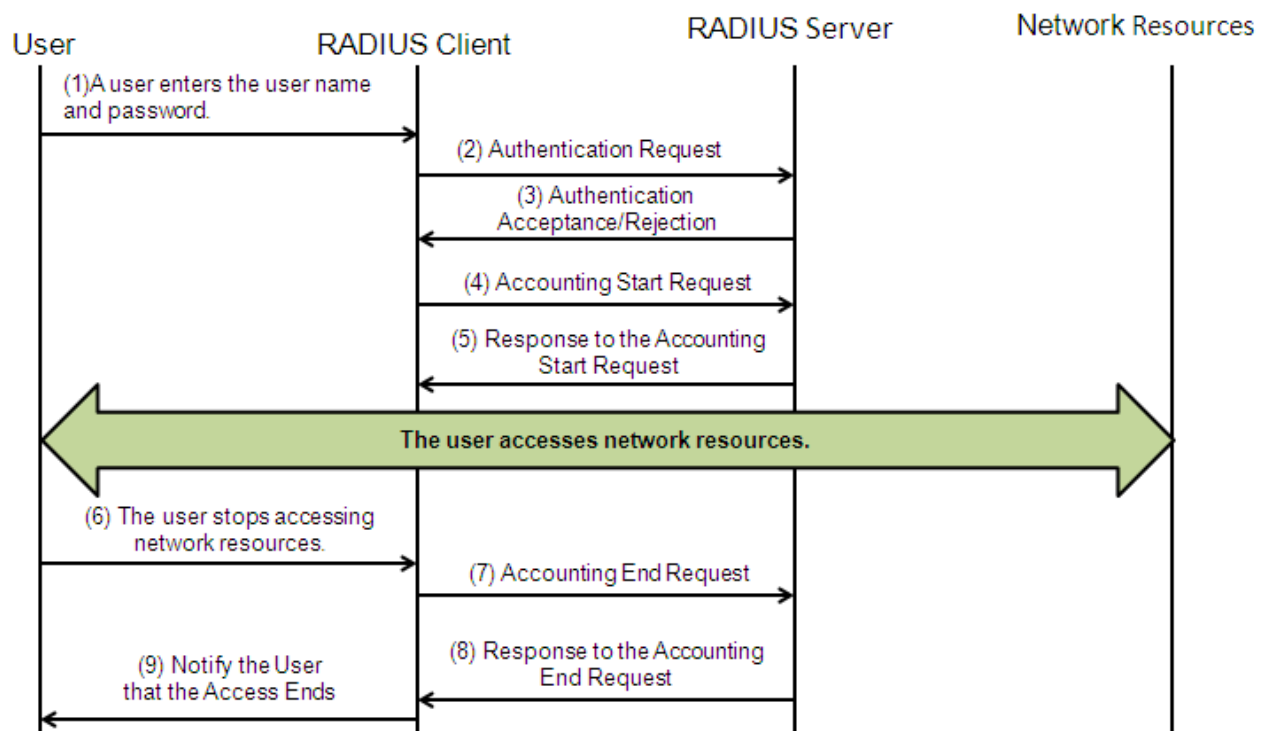 User
RADIUS Client
RADIUS Server
Network Resources
(1)A user enters the user name
and password.
(2) Authentication Request
(3) Authentication
Acceptance/Rejection
(4) Accounting Start Request
(5) Response to the Accounting
Start Request
The user accesses network resources.
(6) The user stops accessing
network resources.
(7) Accounting End Request
(8) Response to the Accounting
End Request
(9) Notify the User
that the Access Ends